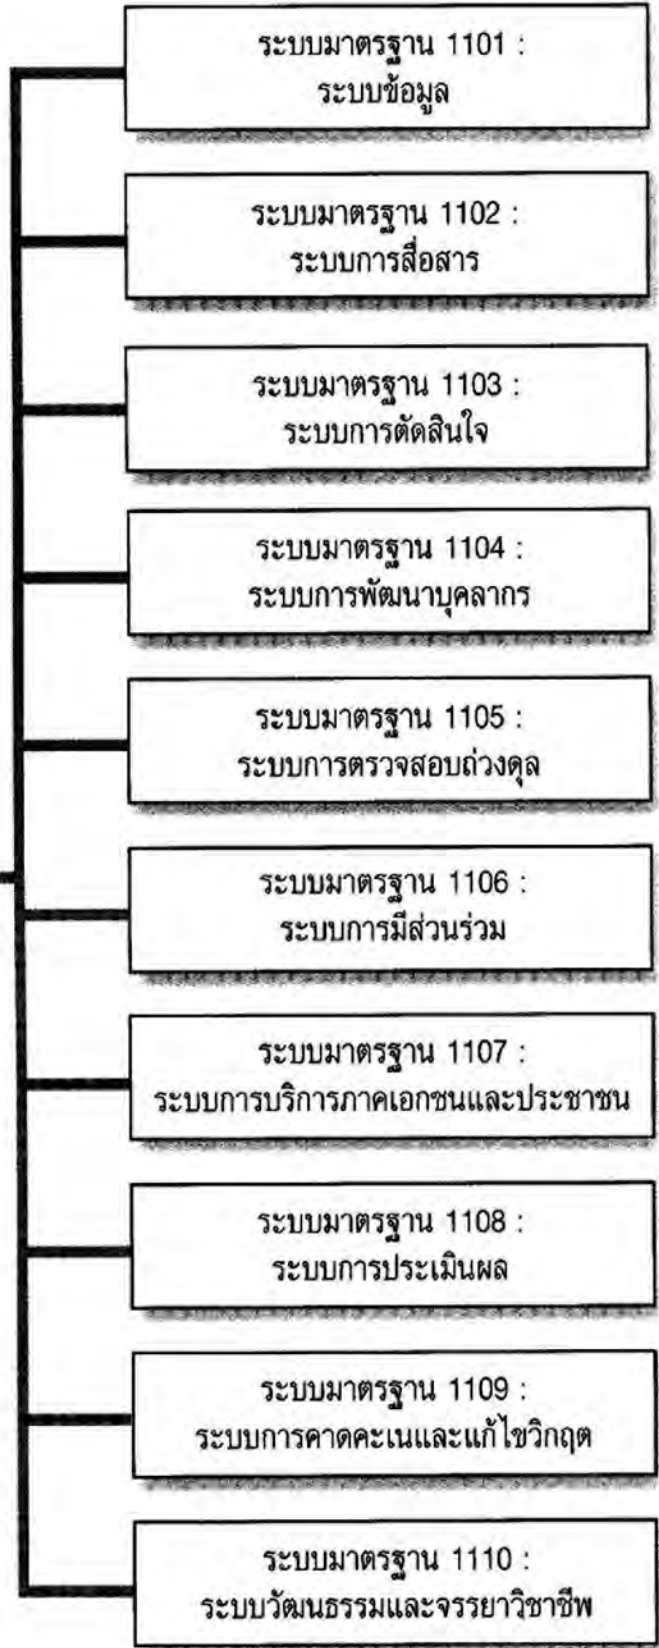 ระบบมาตรฐาน 1101 :
ระบบข้อมูล
ระบบมาตรฐาน 1102 :
ระบบการสื่อสาร
ระบบมาตรฐาน 1103 :
ระบบการตัดสินใจ
ระบบมาตรฐาน 1104 :
ระบบการพัฒนาบุคลากร
ระบบมาตรฐาน 1105 :
ระบบการตรวจสอบถ่วงดุล
ระบบมาตรฐาน 1106 :
ระบบการมีส่วนร่วม
ระบบมาตรฐาน 1107 :
ระบบการบริการภาคเอกชนและประชาชน
ระบบมาตรฐาน 1108 :
ระบบการประเมินผล
ระบบมาตรฐาน 1109 :
ระบบการคาดคะเนและแก้ไขวิกฤต
ระบบมาตรฐาน 1110 :
ระบบวัฒนธรรมและจรรยาวิชาชีพ